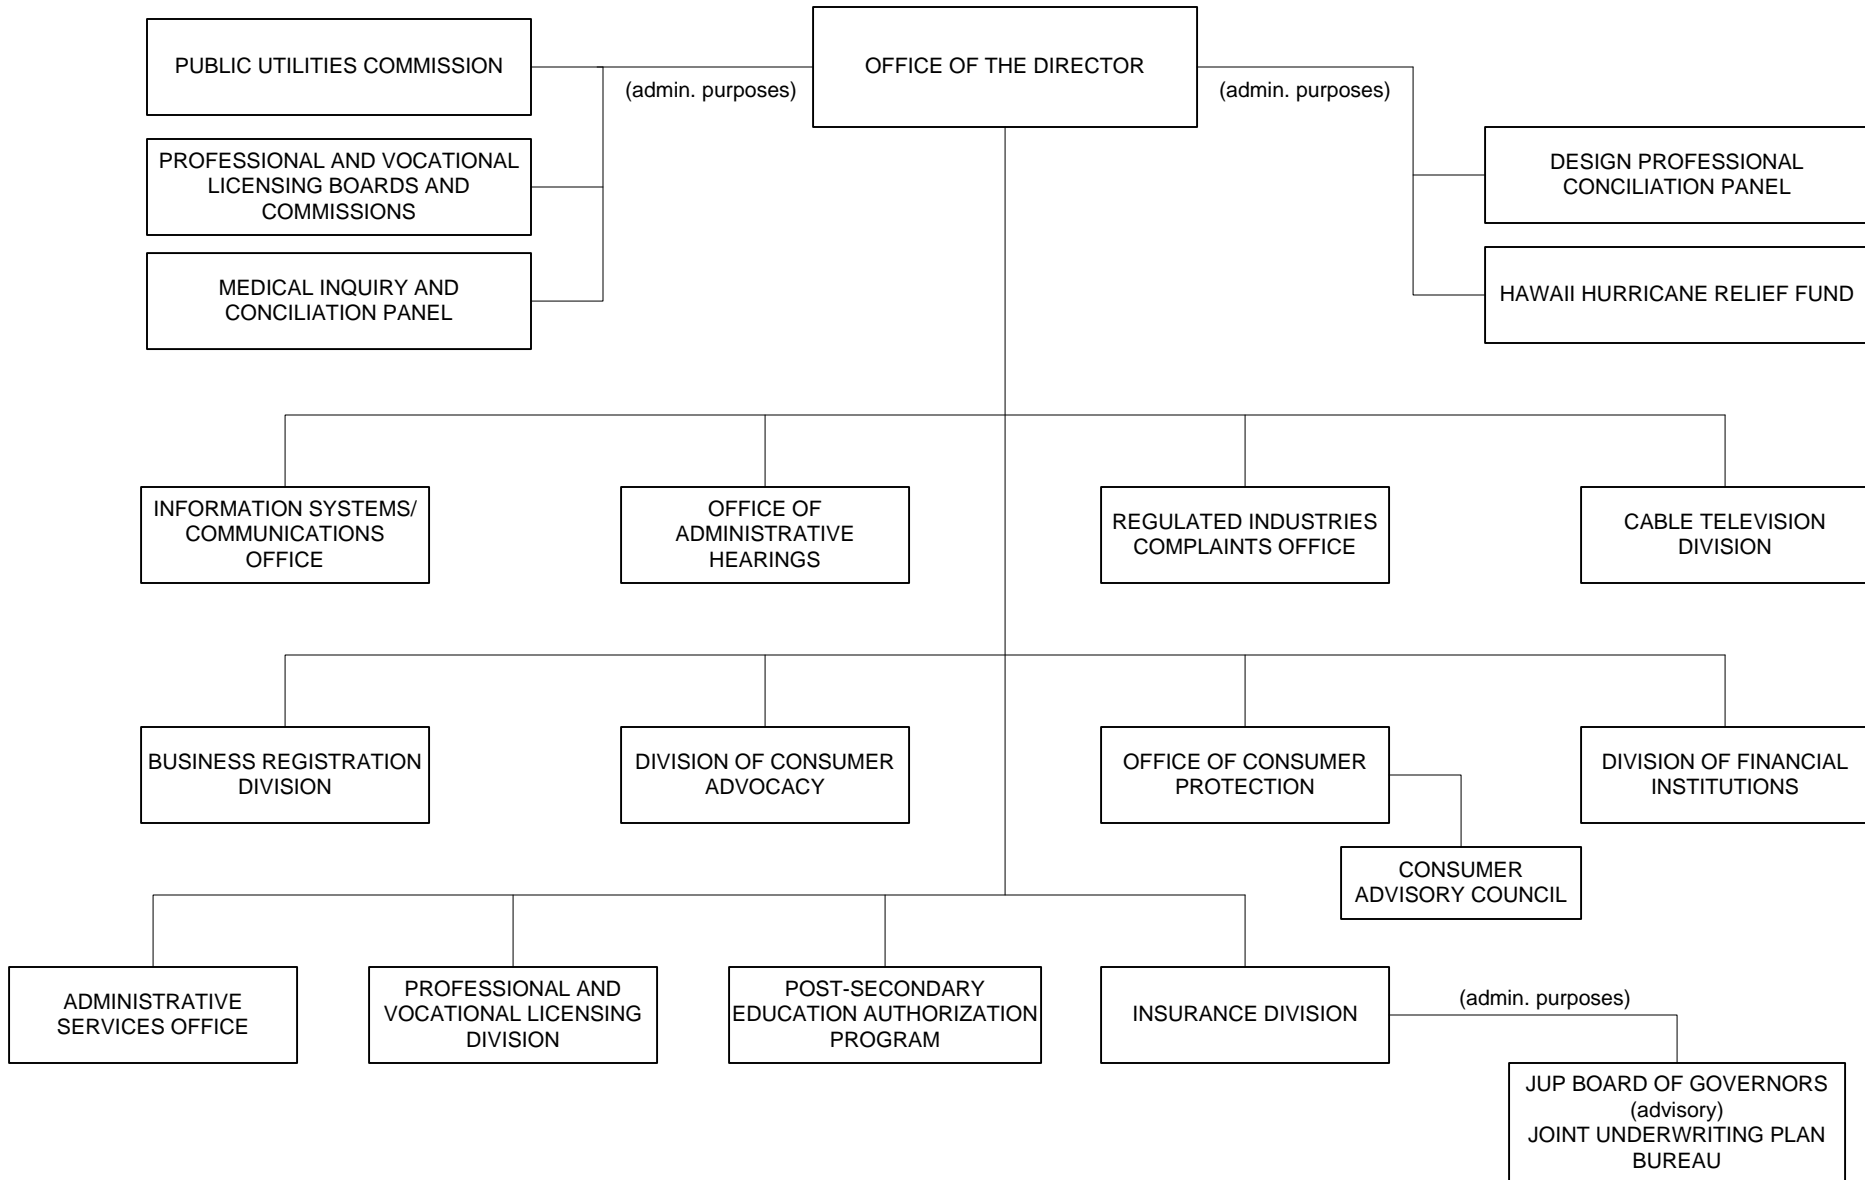 PUBLIC UTILITIES COMMISSION
(admin. purposes)
OFFICE OF THE DIRECTOR
(admin. purposes)
PROFESSIONAL AND VOCATIONAL
LICENSING BOARDS AND
COMMISSIONS
DESIGN PROFESSIONAL
CONCILIATION PANEL
MEDICAL INQUIRY AND
CONCILIATION PANEL
HAWAII HURRICANE RELIEF FUND
INFORMATION SYSTEMS/
COMMUNICATIONS
OFFICE
OFFICE OF
ADMINISTRATIVE
HEARINGS
REGULATED INDUSTRIES
COMPLAINTS OFFICE
CABLE TELEVISION
DIVISION
BUSINESS REGISTRATION
DIVISION
DIVISION OF CONSUMER
ADVOCACY
OFFICE OF CONSUMER
PROTECTION
DIVISION OF FINANCIAL
INSTITUTIONS
CONSUMER
ADVISORY COUNCIL
ADMINISTRATIVE
SERVICES OFFICE
PROFESSIONAL AND
VOCATIONAL LICENSING
DIVISION
POST-SECONDARY
EDUCATION AUTHORIZATION
PROGRAM
INSURANCE DIVISION
(admin. purposes)
JUP BOARD OF GOVERNORS
(advisory)
JOINT UNDERWRITING PLAN
BUREAU